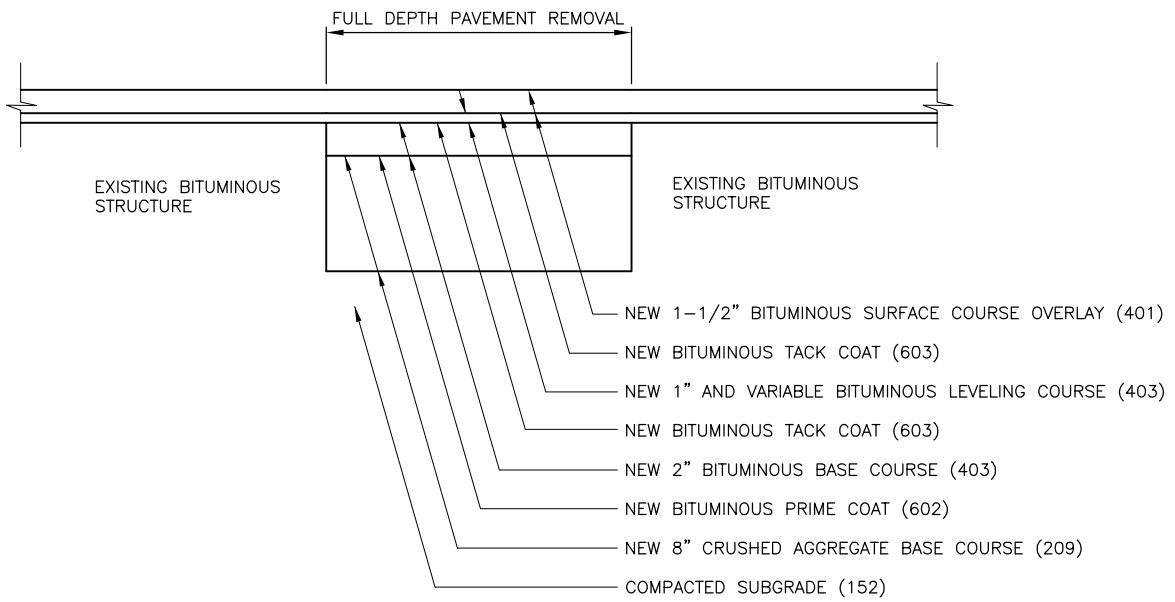 FULL DEPTH PAVEMENT REMOVAL
EXISTING BITUMINOUS
STRUCTURE
EXISTING BITUMINOUS
STRUCTURE
NEW 1-1/2" BITUMINOUS SURFACE COURSE OVERLAY (401)
NEW BITUMINOUS TACK COAT (603)
NEW 1" AND VARIABLE BITUMINOUS LEVELING COURSE (403)
NEW BITUMINOUS TACK COAT (603)
NEW 2" BITUMINOUS BASE COURSE (403)
NEW BITUMINOUS PRIME COAT (602)
NEW 8" CRUSHED AGGREGATE BASE COURSE (209)
COMPACTED SUBGRADE (152)